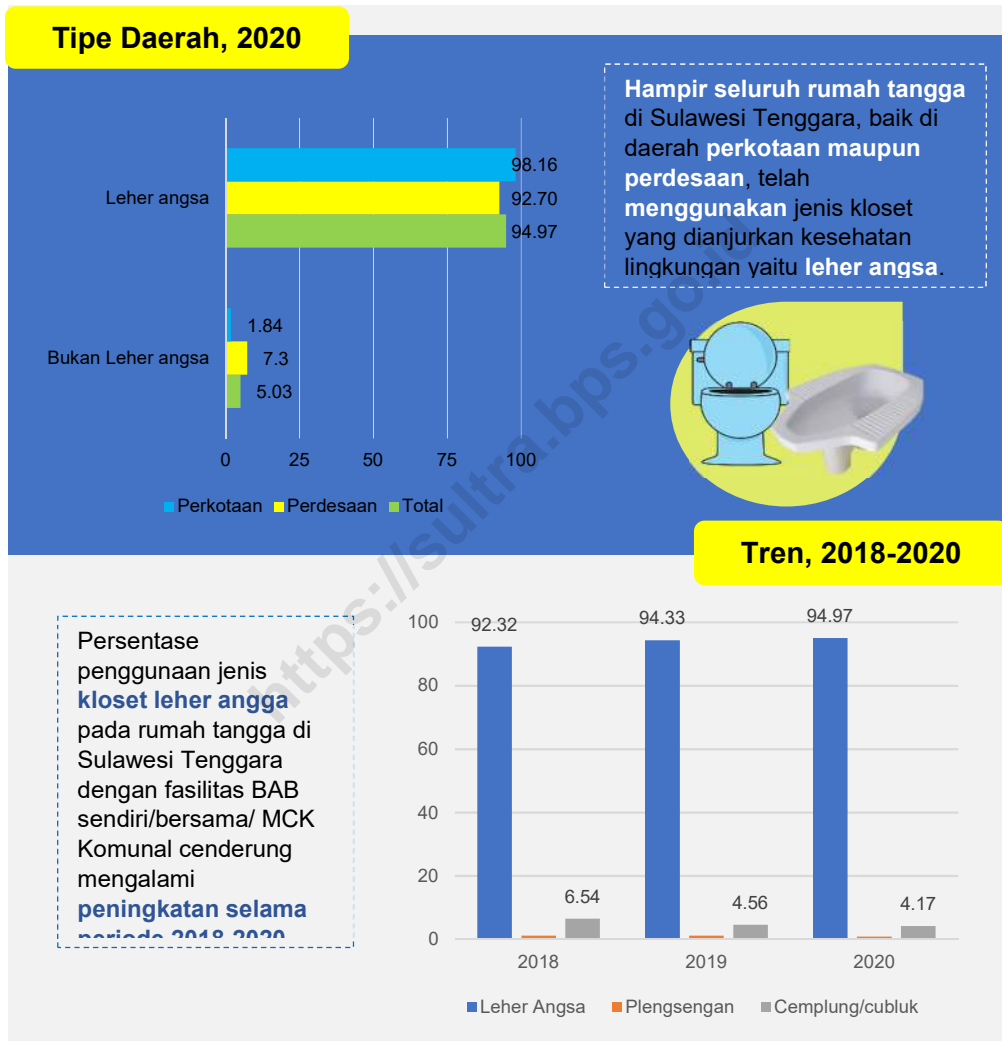 Tipe Daerah, 2020
Hampir seluruh rumah tangga
di Sulawesi Tenggara, baik di
daerah perkotaan maupun
perdesaan, telah
menggunakan jenis kloset
yang dianjurkan kesehatan
lingkungan yaitu leher angsa.
Leher angsa
98.16
92.70
94.97
Bukan Leher angsa
1.84
7.3
5.03
0 25 50 75 100
Perkotaan Perdesaan Total
Tren, 2018-2020
Persentase
penggunaan jenis
kloset leher angga
pada rumah tangga di
Sulawesi Tenggara
dengan fasilitas BAB
sendiri/bersama/ MCK
Komunal cenderung
mengalami
peningkatan selama
periode 2018-2020
100
80
60
40
20
0
92.32 94.33 94.97
6.54 4.56 4.17
2018 2019 2020
Leher Angsa Plengsengan Cemplung/cubluk
https://sultra.bps.go.id